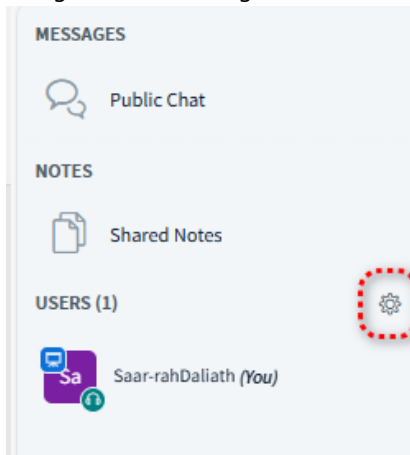 MESSAGES
Public Chat
NOTES
Shared Notes
USERS (1)
Sa
Saar-rahDaliath (You)